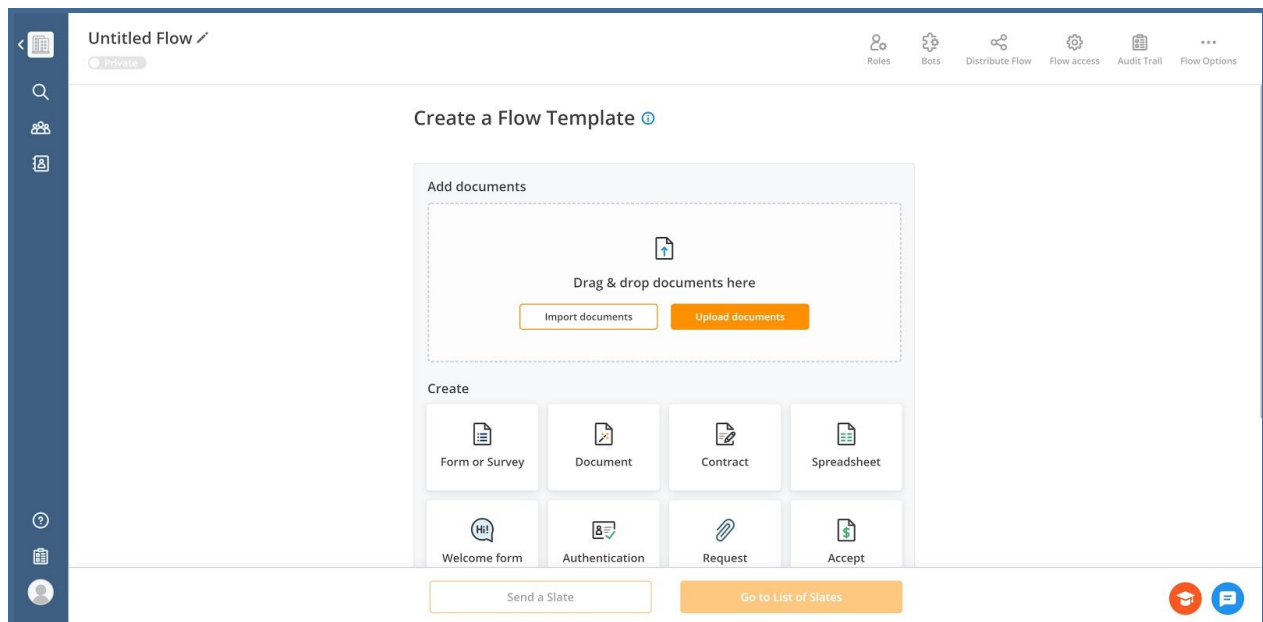 Untitled Flow
Private
Roles
Bots
Distribute Flow
Flow access
Audit Trail
Flow Options
Create a Flow Template
Add documents
Drag & drop documents here
Import documents
Upload documents
Create
Form or Survey
Document
Contract
Spreadsheet
Hi!
Welcome form
Authentication
Request
Accept
Send a Slate
Go to List of Slates